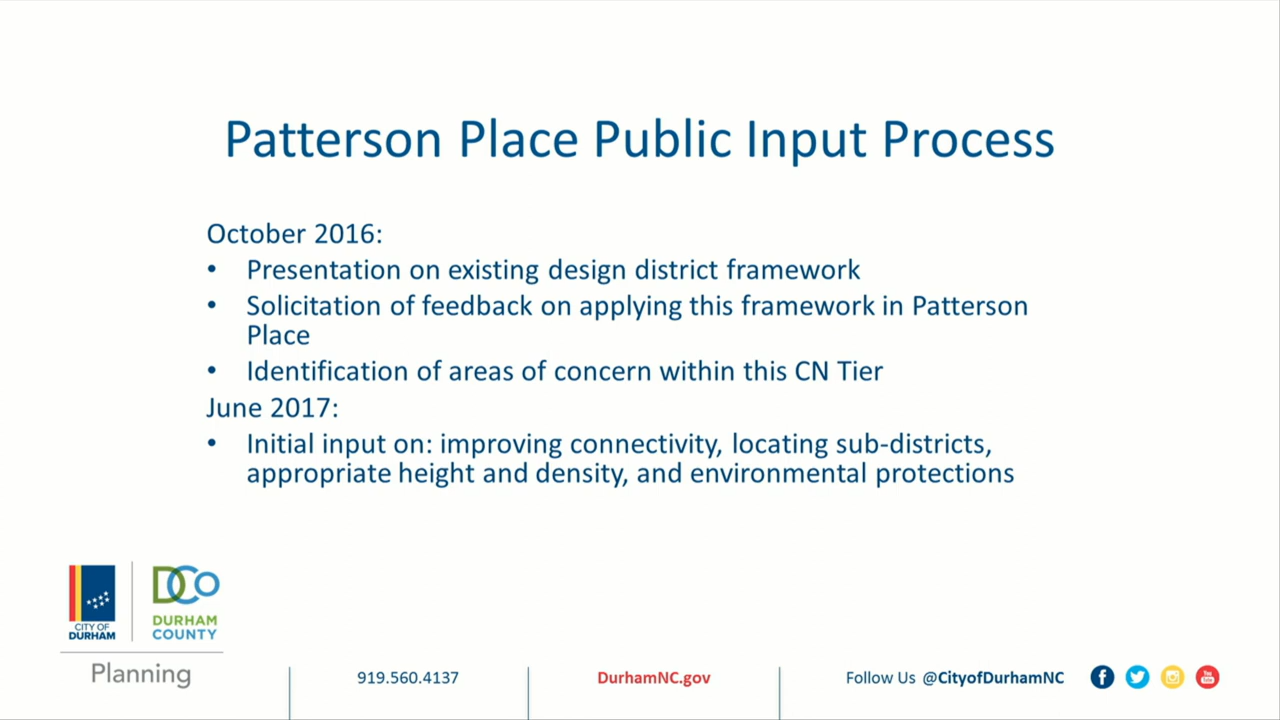 Patterson Place Public Input Process
October 2016:
• Presentation on existing design district framework
• Solicitation of feedback on applying this framework in Patterson
Place
• Identification of areas of concern within this CN Tier
June 2017:
• Initial input on: improving connectivity, locating sub-districts,
appropriate height and density, and environmental protections
CITY OF
DURHAM
DCO
DURHAM
COUNTY
Planning
919.560.4137
DurhamNC.gov
Follow Us @CityofDurhamNC